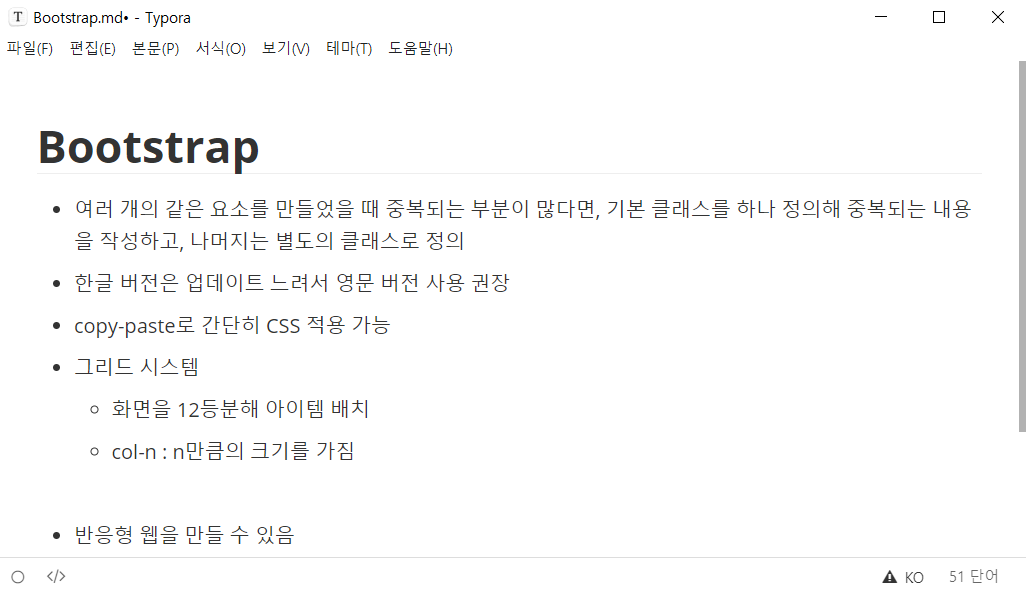 Bootstrap.md• - Typora
파일(F) 편집(E) 본문(P) 서식(O) 보기(V) 테마(T) 도움말(H)
Bootstrap
여러 개의 같은 요소를 만들었을 때 중복되는 부분이 많다면, 기본 클래스를 하나 정의해 중복되는 내용
을 작성하고, 나머지는 별도의 클래스로 정의
한글 버전은 업데이트 느려서 영문 버전 사용 권장
copy-paste로 간단히 CSS 적용 가능
그리드 시스템
화면을 12등분해 아이템 배치
col-n : n만큼의 크기를 가짐
반응형 웹을 만들 수 있음
</> KO 51 단어